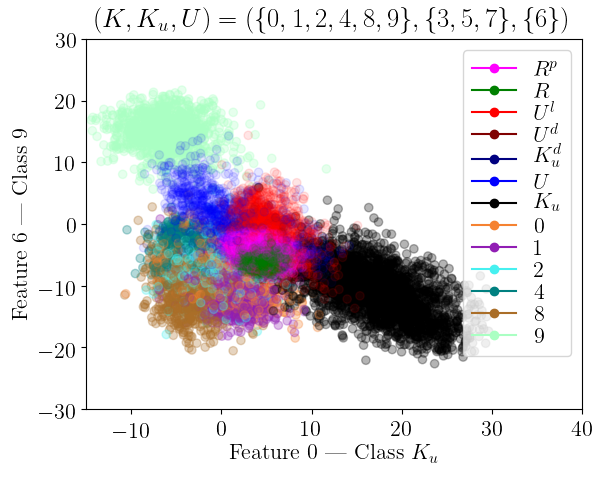 (K, K_u, U) = ({0, 1, 2, 4, 8, 9}, {3, 5, 7}, {6})
30
20
10
0
−10
−20
−30
Feature 6 — Class 9
R^p
R
U^l
U^d
K_u^d
U
K_u
0
1
2
4
8
9
−10
0
10
20
30
40
Feature 0 — Class K_u